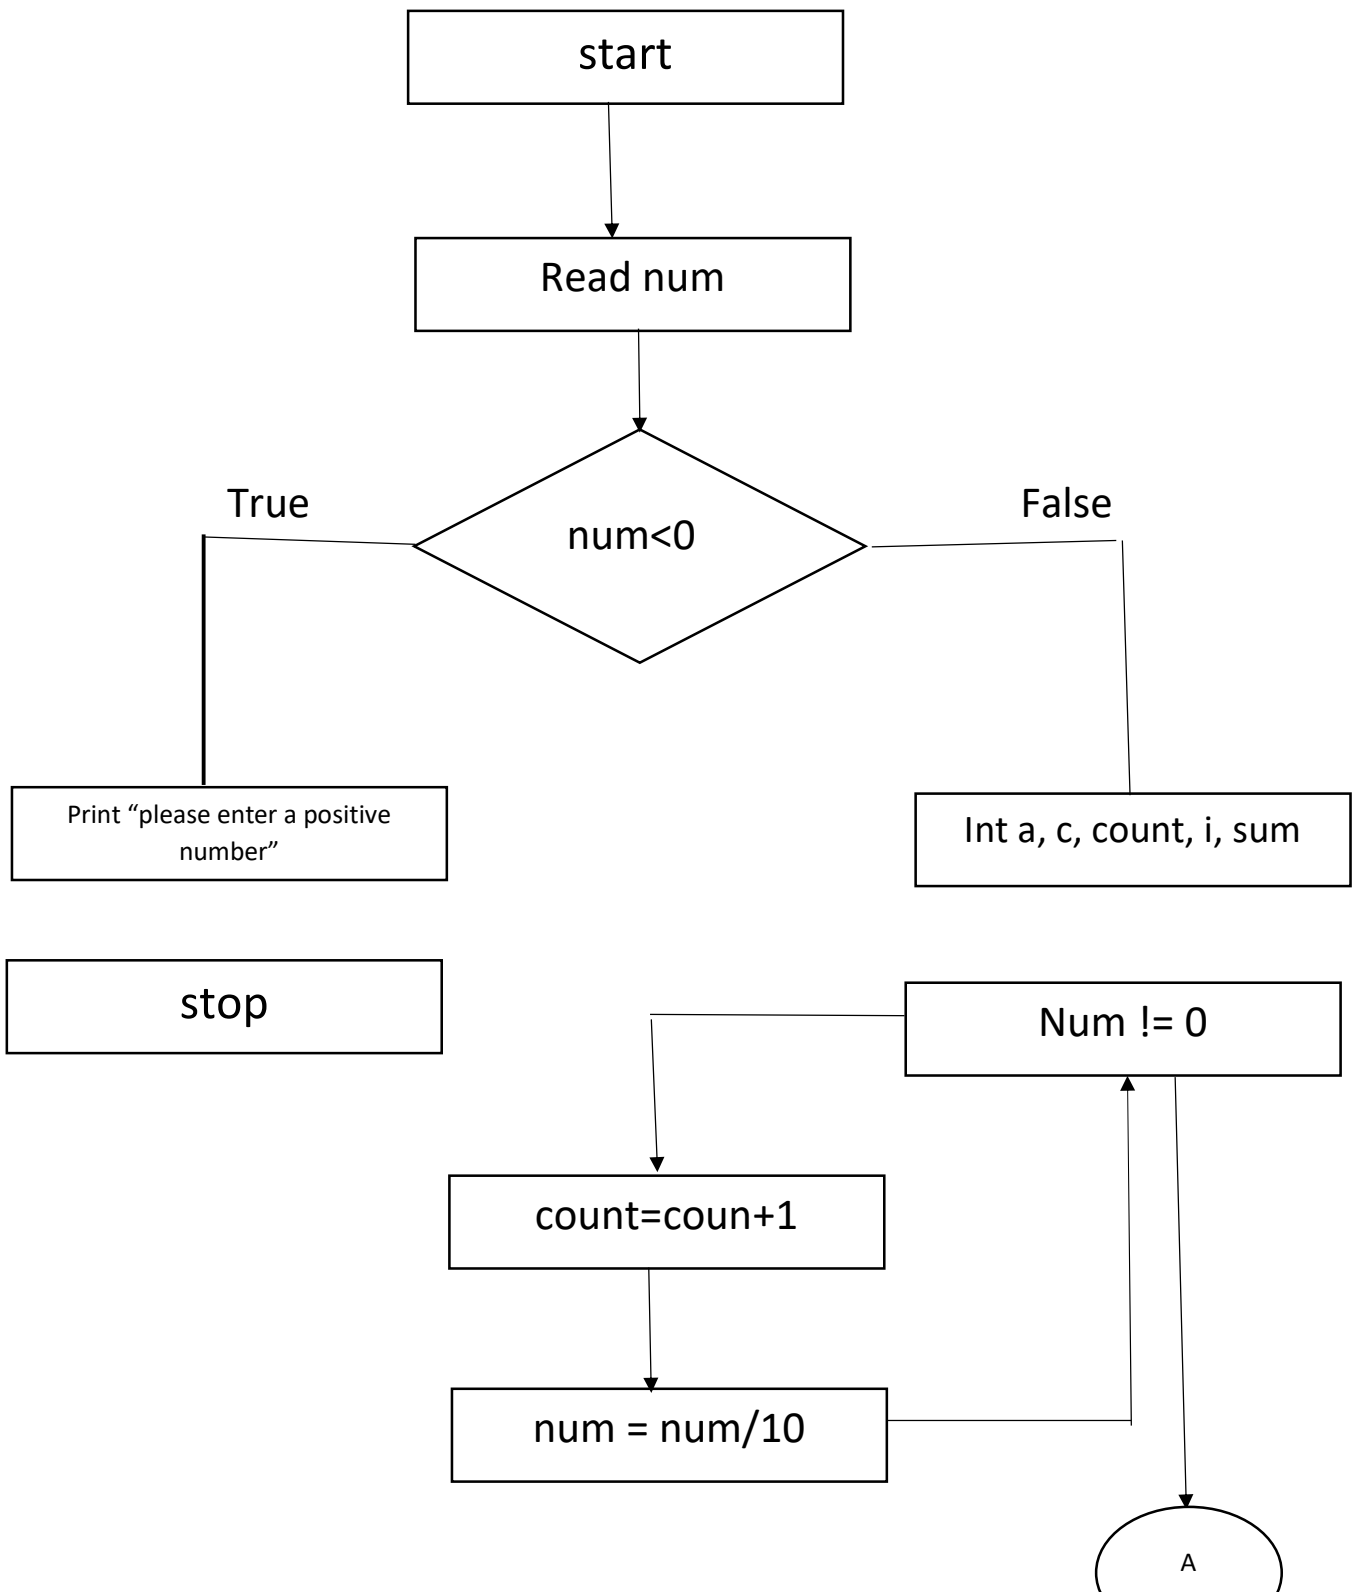 start
Read num
True
False
num<0
Print “please enter a positive
number”
Int a, c, count, i, sum
stop
Num != 0
count=coun+1
num = num/10
A